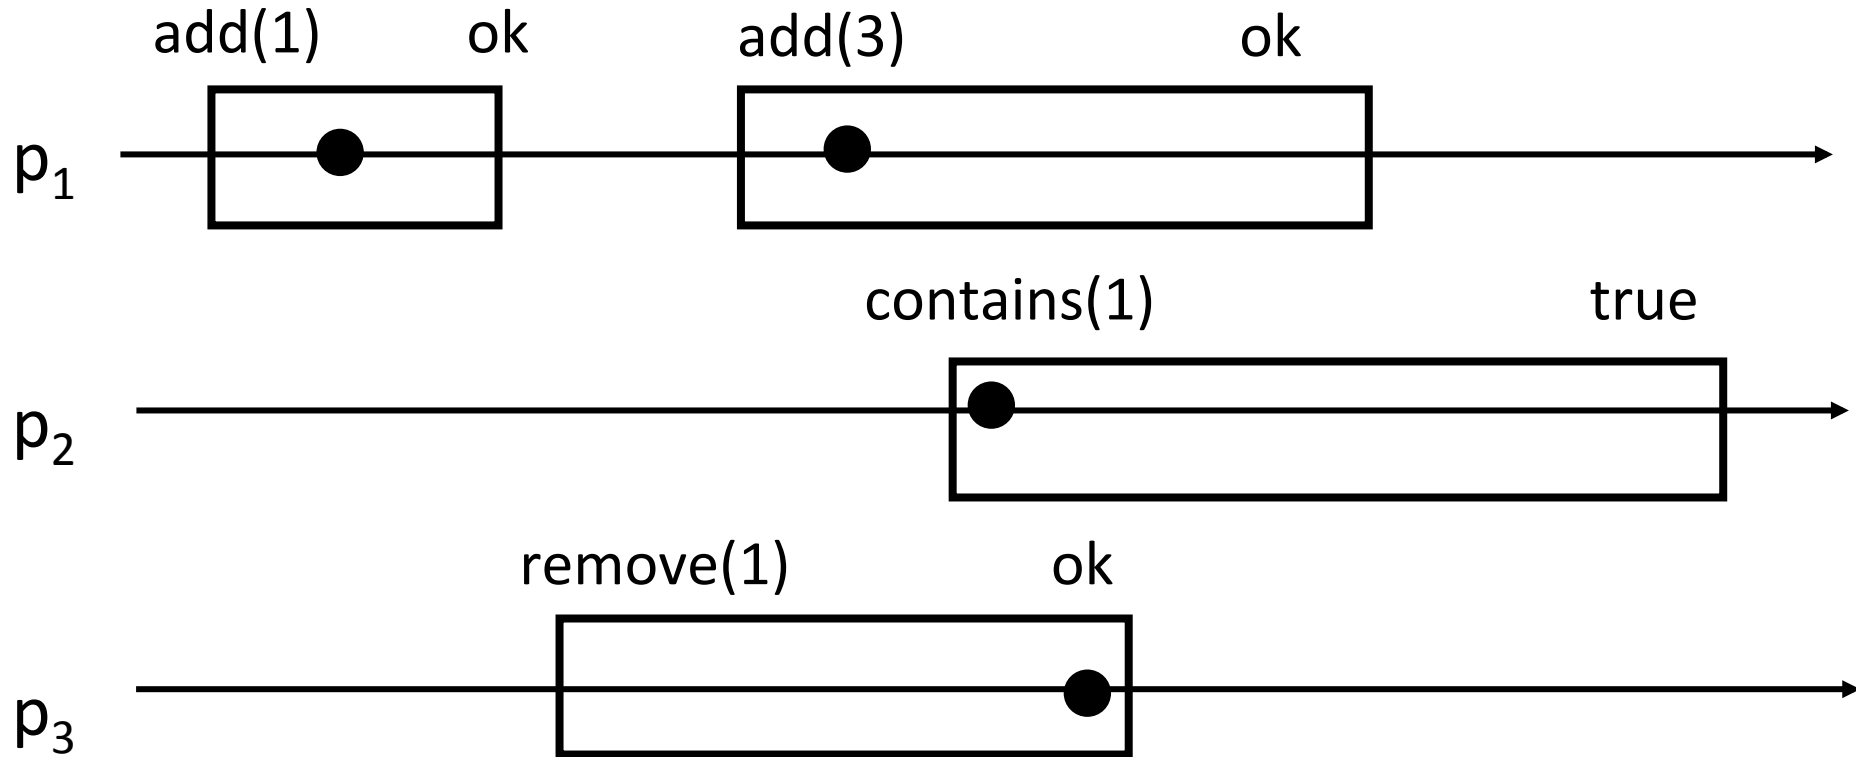 add(1) ok add(3) ok
p1
contains(1) true
p2
remove(1) ok
p3